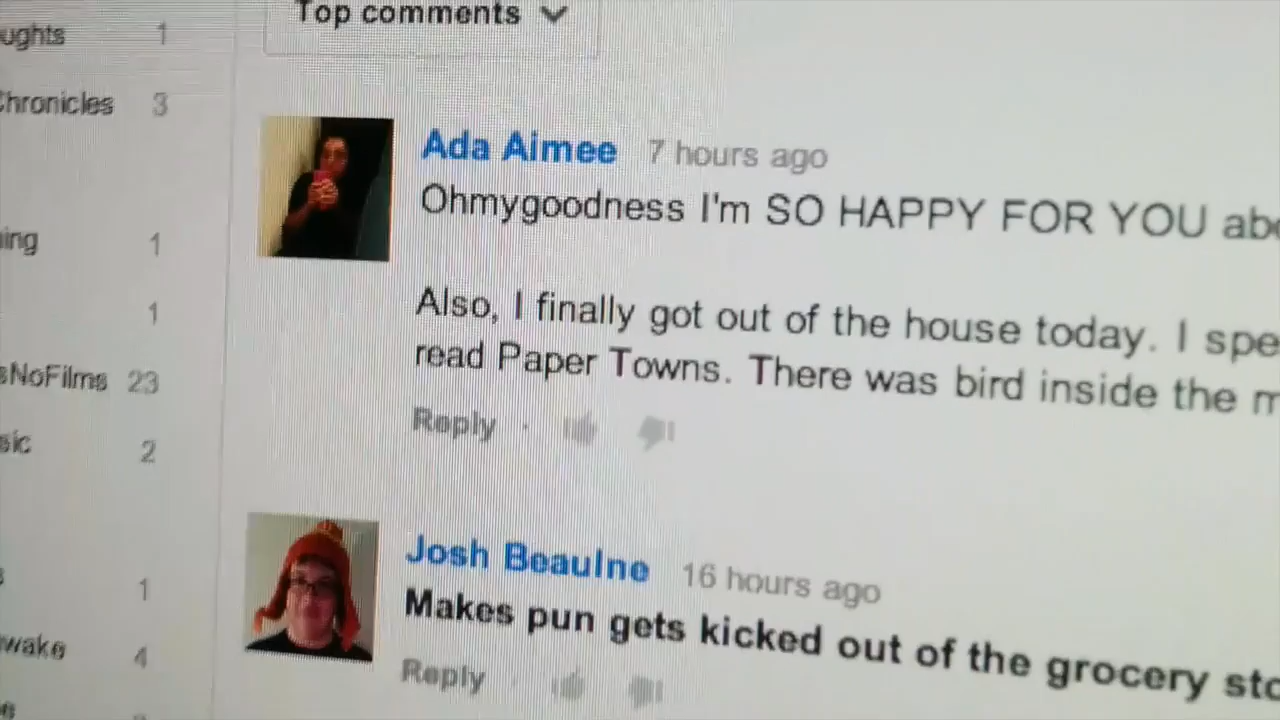 Top comments
ughts 1
Chronicles 3
Ada Aimee 7 hours ago
Ohmygoodness I'm SO HAPPY FOR YOU
ing 1
Also, I finally got out of the house today. I
1
read Paper Towns. There was bird inside the
NoFilms 23
Reply
sic 2
Josh Beaulne 16 hours ago
1
Makes pun gets kicked out of the grocery
wake 4
Reply